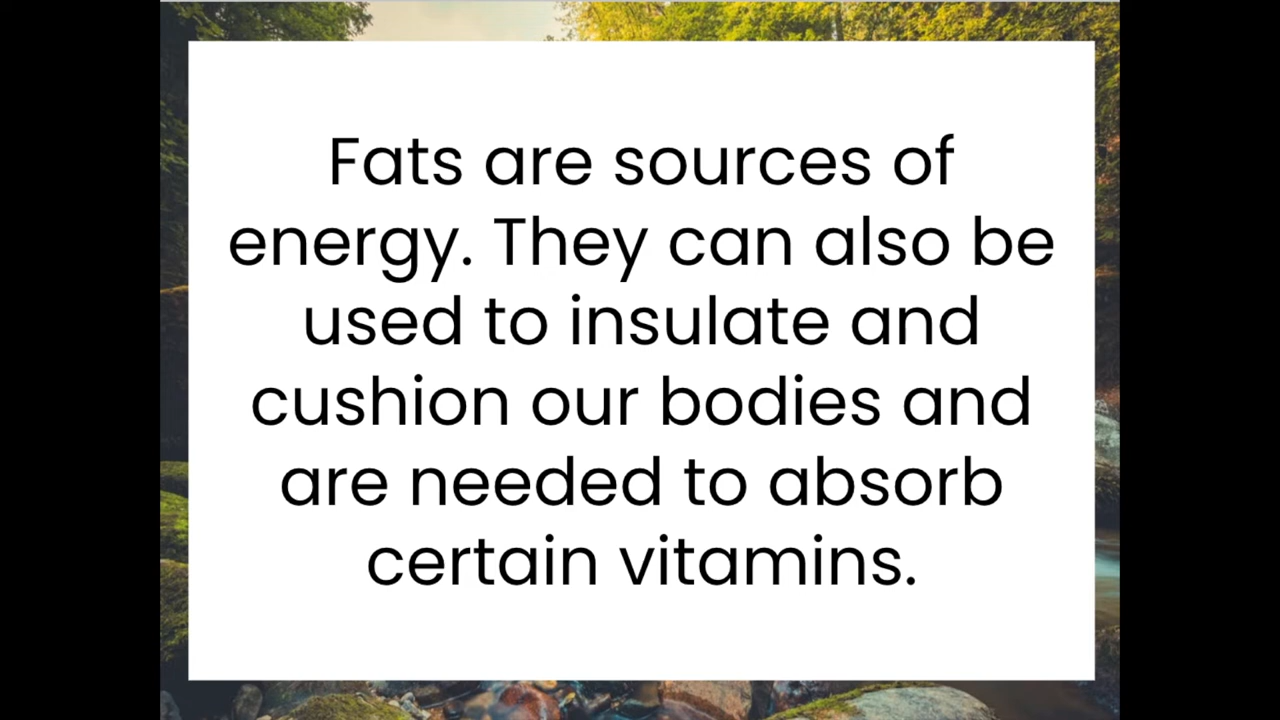 Fats are sources of
energy. They can also be
used to insulate and
cushion our bodies and
are needed to absorb
certain vitamins.